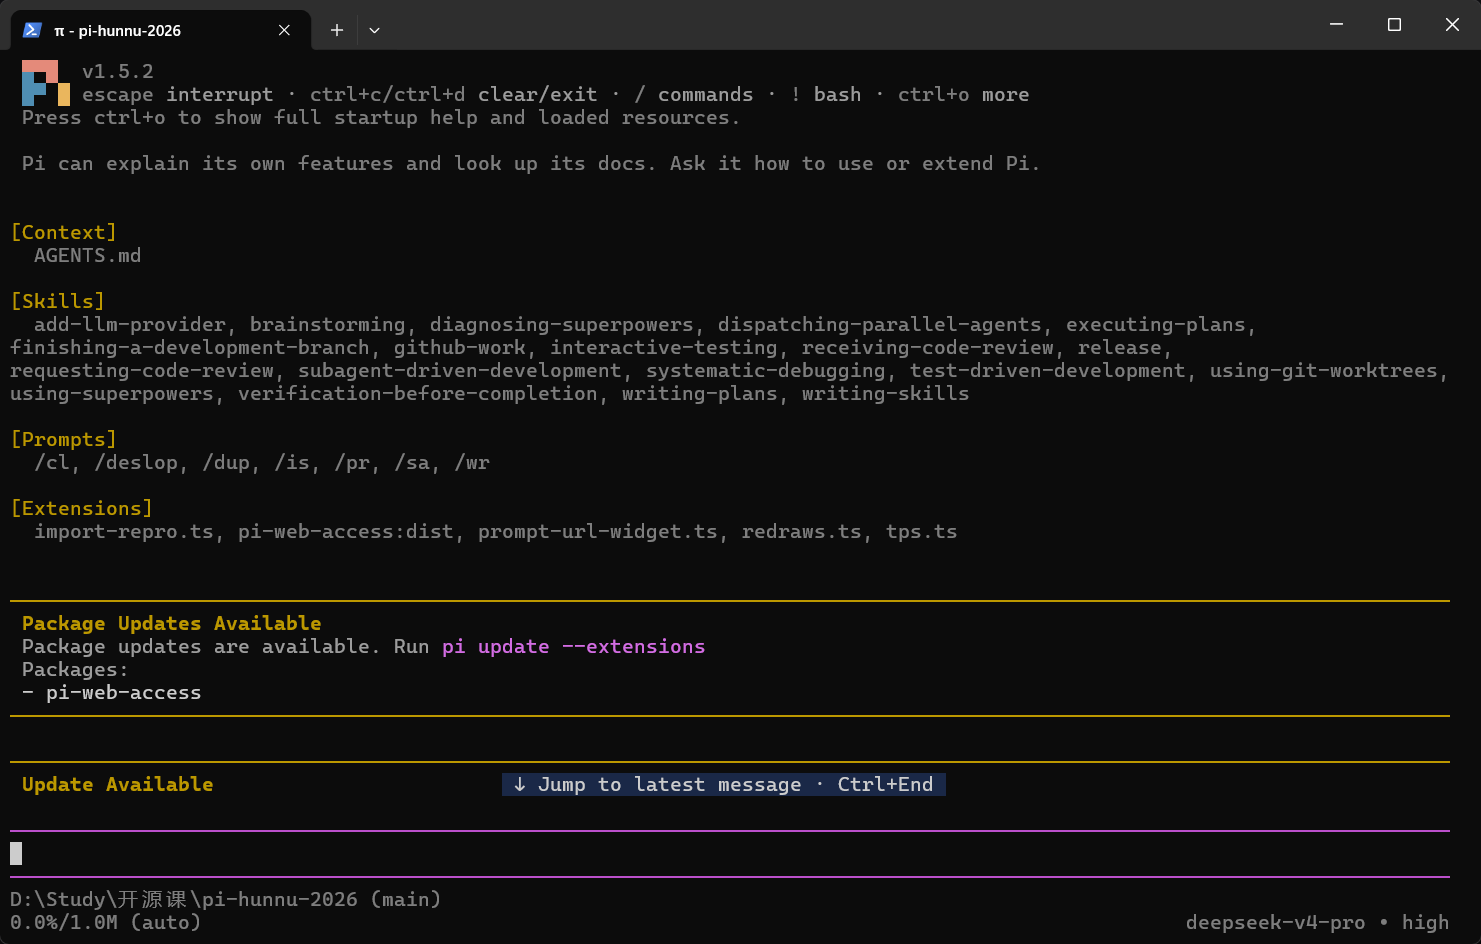 π - pi-hunnu-2026
v1.5.2
escape interrupt · ctrl+c/ctrl+d clear/exit · / commands · ! bash · ctrl+o more
Press ctrl+o to show full startup help and loaded resources.
Pi can explain its own features and look up its docs. Ask it how to use or extend Pi.
[Context]
AGENTS.md
[Skills]
add-llm-provider, brainstorming, diagnosing-superpowers, dispatching-parallel-agents, executing-plans,
finishing-a-development-branch, github-work, interactive-testing, receiving-code-review, release,
requesting-code-review, subagent-driven-development, systematic-debugging, test-driven-development, using-git-worktrees,
using-superpowers, verification-before-completion, writing-plans, writing-skills
[Prompts]
/cl, /deslop, /dup, /is, /pr, /sa, /wr
[Extensions]
import-repro.ts, pi-web-access:dist, prompt-url-widget.ts, redraws.ts, tps.ts
Package Updates Available
Package updates are available. Run pi update --extensions
Packages:
- pi-web-access
Update Available
↓ Jump to latest message · Ctrl+End
D:\Study\开源课\pi-hunnu-2026 (main)
0.0%/1.0M (auto)
deepseek-v4-pro • high